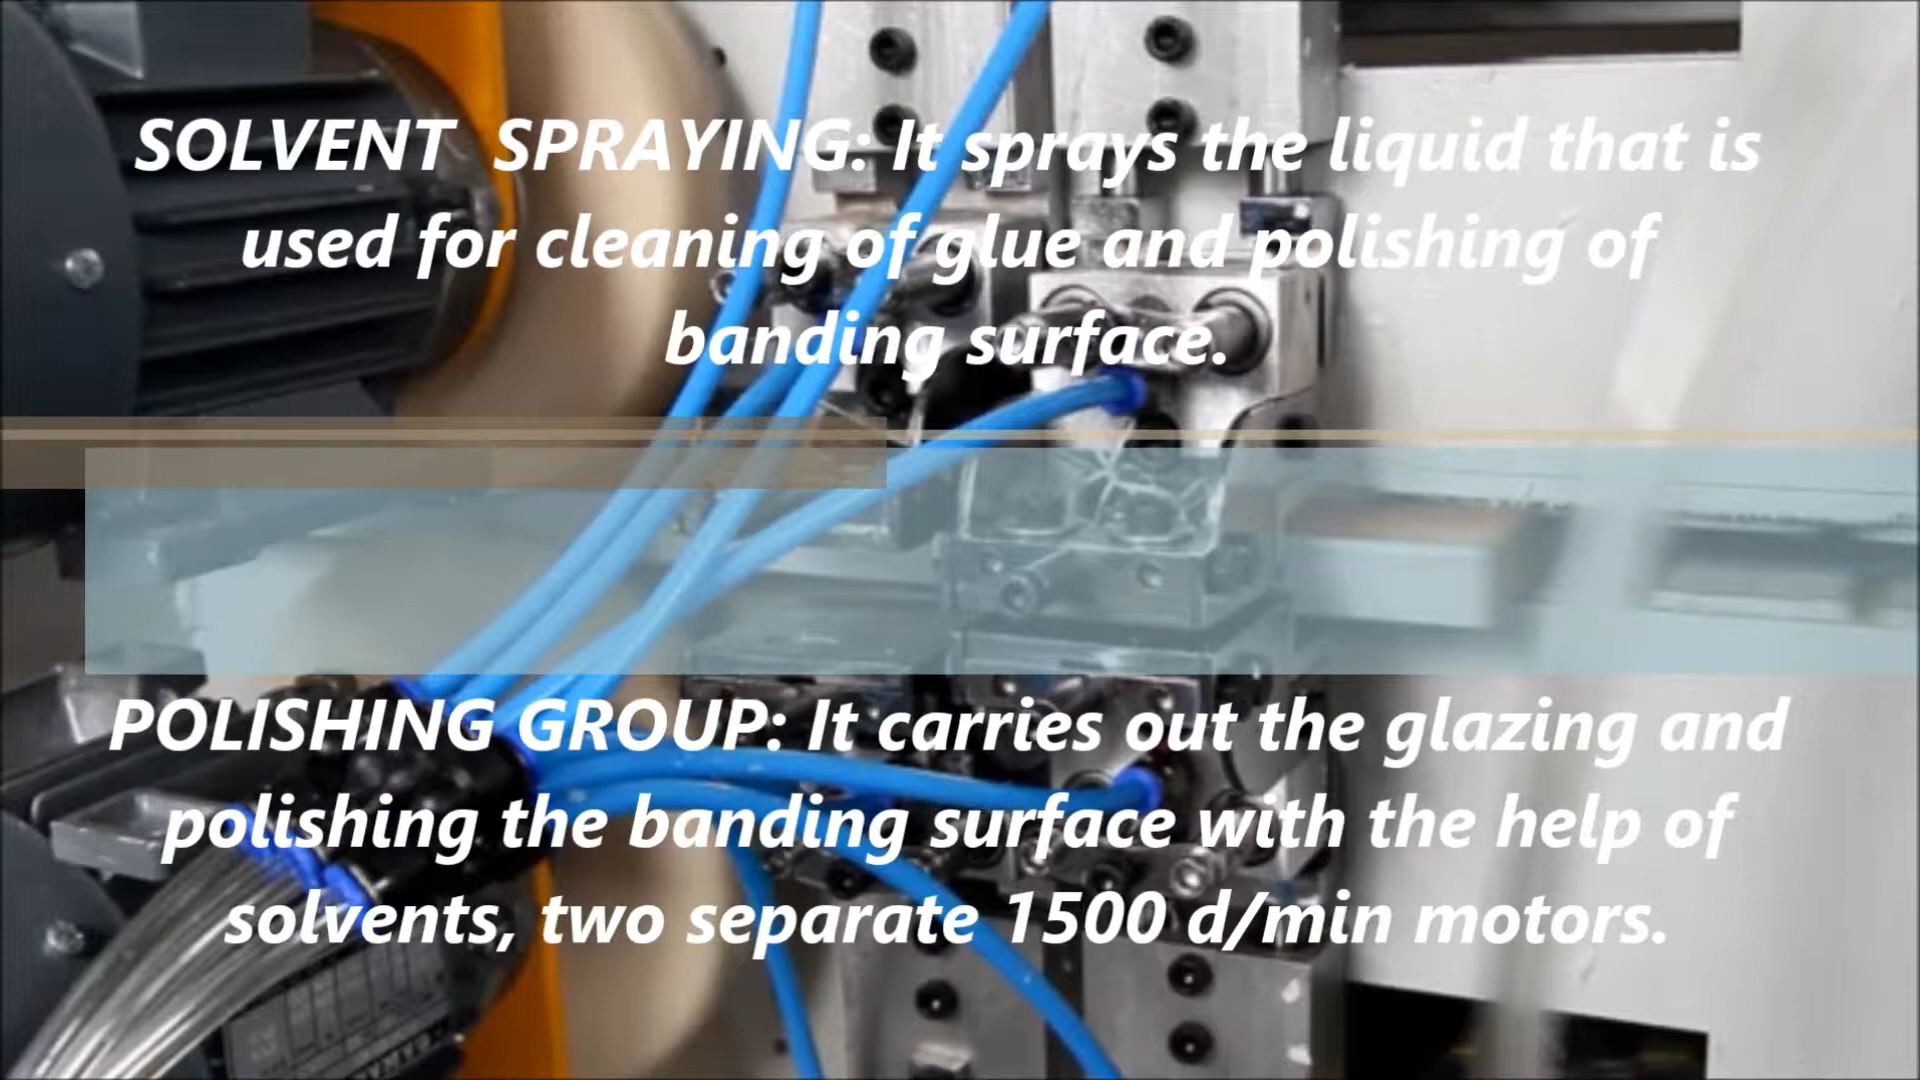 SOLVENT SPRAYING: It sprays the liquid that is
used for cleaning of glue and polishing of
banding surface.
POLISHING GROUP: It carries out the glazing and
polishing the banding surface with the help of
solvents, two separate 1500 d/min motors.